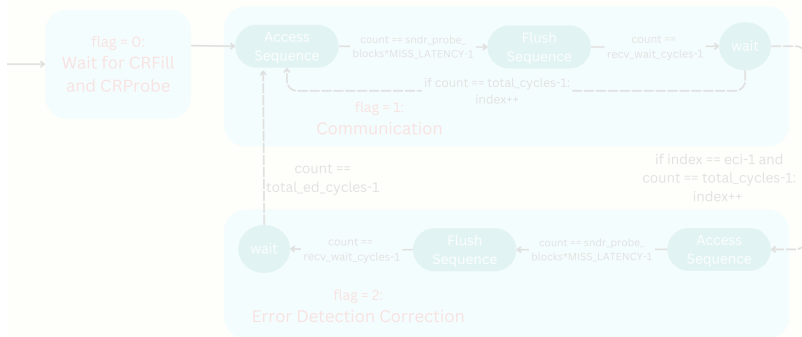 flag = 0:
Wait for CRFill
and CRProbe
Access
Sequence
count == sndr_probe_
blocks*MISS_LATENCY-1
Flush
Sequence
count ==
recv_wait_cycles-1
wait
if count == total_cycles-1:
index++
flag = 1:
Communication
count ==
total_ed_cycles-1
if index == eci-1 and
count == total_cycles-1:
index++
wait
count ==
recv_wait_cycles-1
Flush
Sequence
count == sndr_probe_
blocks*MISS_LATENCY-1
Access
Sequence
flag = 2:
Error Detection Correction